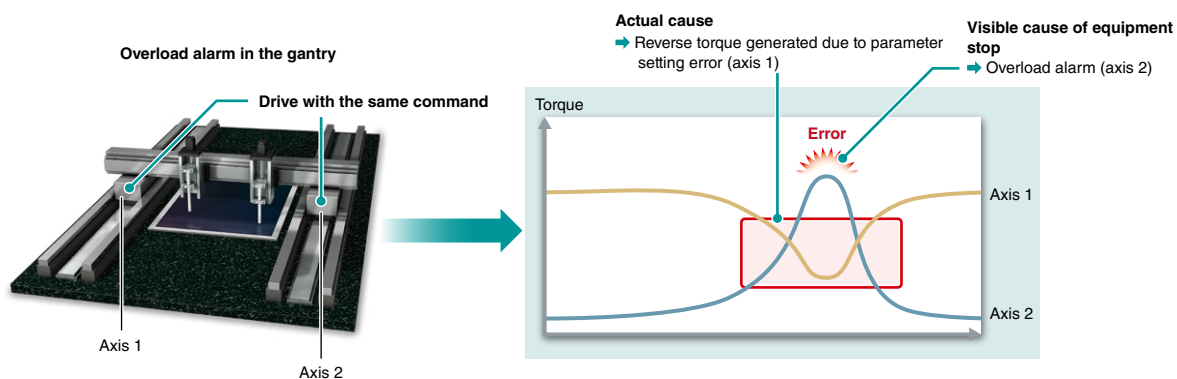 Overload alarm in the gantry
Drive with the same command
Axis 1
Axis 2
Actual cause
➡ Reverse torque generated due to parameter
setting error (axis 1)
Visible cause of equipment
stop
➡ Overload alarm (axis 2)
Torque
Error
Axis 1
Axis 2